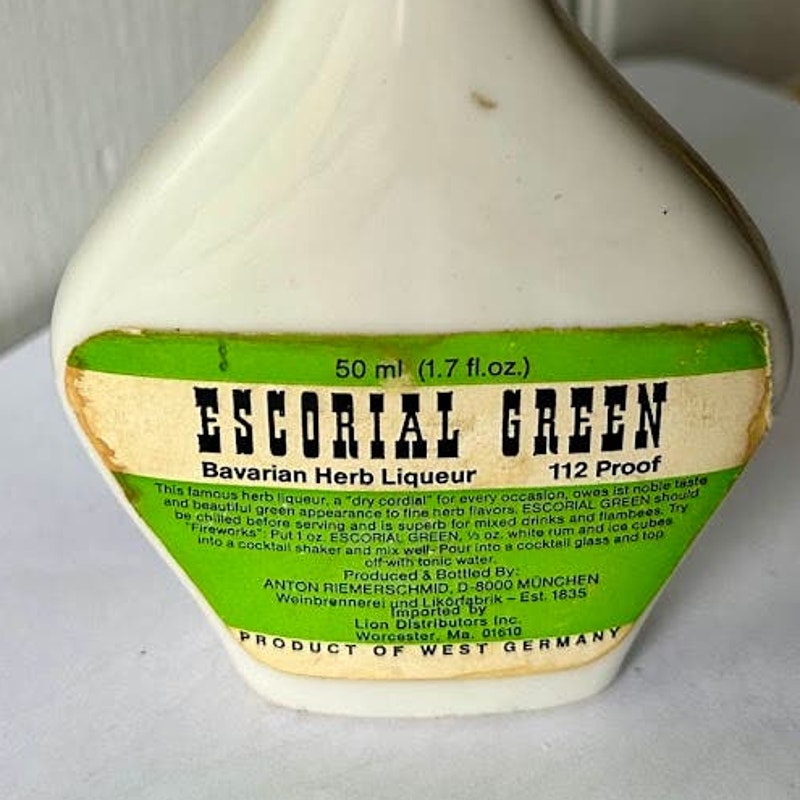 50 ml (1.7 fl.oz.)
ESCORIAL GREEN
Bavarian Herb Liqueur 112 Proof
This famous herb liqueur, a "dry cordial" for every occasion, owes ist noble taste
and beautiful green appearance to fine herb flavors. ESCORIAL GREEN should
be chilled before serving and is superb for mixed drinks and flambees. Try
"Fireworks": Put 1 oz. ESCORIAL GREEN, ½ oz. white rum and ice cubes
into a cocktail shaker and mix well- Pour into a cocktail glass and top
off with tonic water.
Produced & Bottled By:
ANTON RIEMERSCHMID, D-8000 MÜNCHEN
Weinbrennerei und Likörfabrik – Est. 1835
Imported by
Lion Distributors Inc.
Worcester, Ma. 01610
PRODUCT OF WEST GERMANY